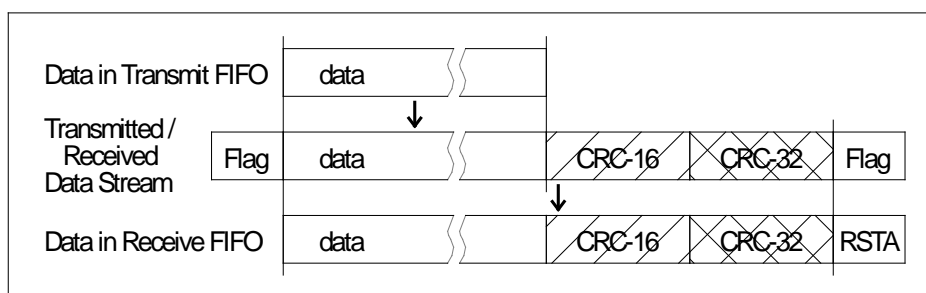 Data in Transmit FIFO data
Transmitted /
Received
Data Stream
Flag data CRC-16 CRC-32 Flag
Data in Receive FIFO data CRC-16 CRC-32 RSTA